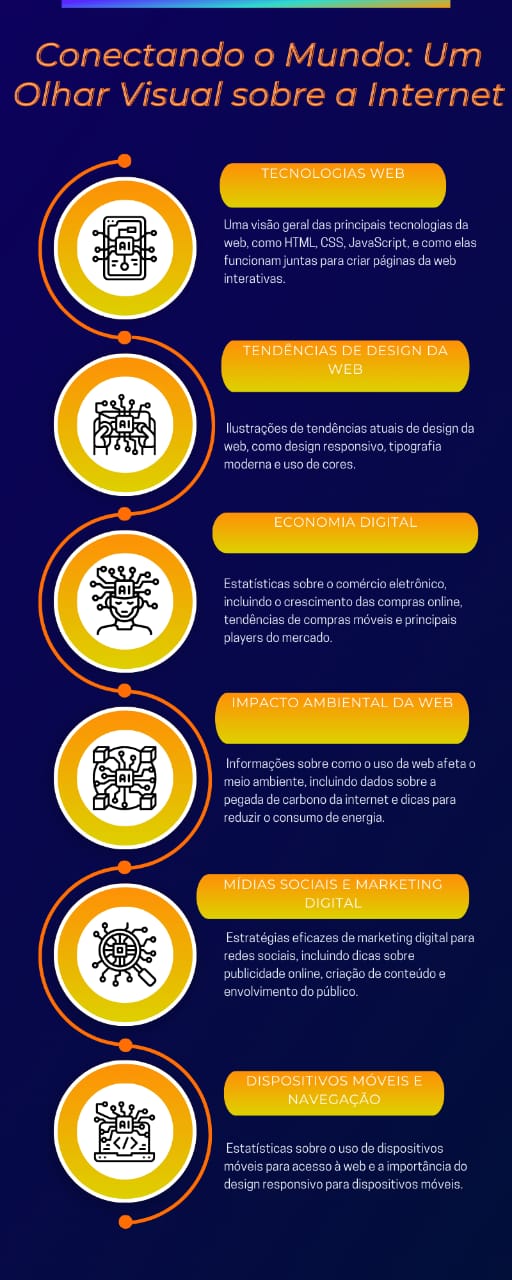 Conectando o Mundo: Um
Olhar Visual sobre a Internet
TECNOLOGIAS WEB
Uma visão geral das principais tecnologias da
web, como HTML, CSS, JavaScript, e como elas
funcionam juntas para criar páginas da web
interativas.
AI
TENDÊNCIAS DE DESIGN DA
WEB
Ilustrações de tendências atuais de design da
web, como design responsivo, tipografia
moderna e uso de cores.
AI
ECONOMIA DIGITAL
Estatísticas sobre o comércio eletrônico,
incluindo o crescimento das compras online,
tendências de compras móveis e principais
players do mercado.
AI
IMPACTO AMBIENTAL DA WEB
Informações sobre como o uso da web afeta o
meio ambiente, incluindo dados sobre a
pegada de carbono da internet e dicas para
reduzir o consumo de energia.
AI
MÍDIAS SOCIAIS E MARKETING
DIGITAL
Estratégias eficazes de marketing digital para
redes sociais, incluindo dicas sobre
publicidade online, criação de conteúdo e
envolvimento do público.
DISPOSITIVOS MÓVEIS E
NAVEGAÇÃO
Estatísticas sobre o uso de dispositivos
móveis para acesso à web e a importância do
design responsivo para dispositivos móveis.
AI
</>